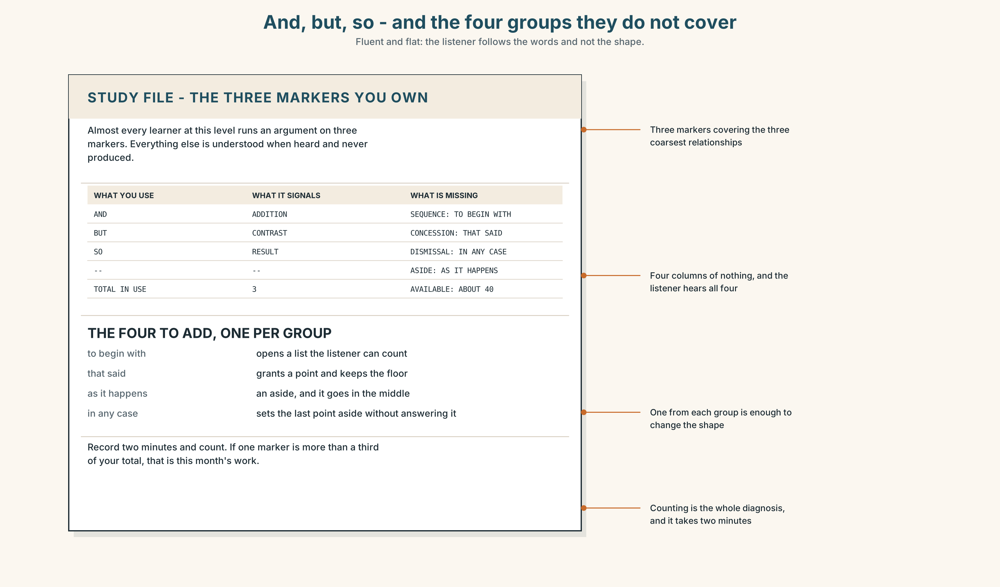 And, but, so - and the four groups they do not cover
Fluent and flat: the listener follows the words and not the shape.
STUDY FILE - THE THREE MARKERS YOU OWN
Almost every learner at this level runs an argument on three
markers. Everything else is understood when heard and never
produced.
Three markers covering the three
coarsest relationships
WHAT YOU USE WHAT IT SIGNALS WHAT IS MISSING
AND ADDITION SEQUENCE: TO BEGIN WITH
BUT CONTRAST CONCESSION: THAT SAID
SO RESULT DISMISSAL: IN ANY CASE
-- -- ASIDE: AS IT HAPPENS
TOTAL IN USE 3 AVAILABLE: ABOUT 40
Four columns of nothing, and the
listener hears all four
THE FOUR TO ADD, ONE PER GROUP
to begin with opens a list the listener can count
that said grants a point and keeps the floor
as it happens an aside, and it goes in the middle
in any case sets the last point aside without answering it
One from each group is enough to
change the shape
Record two minutes and count. If one marker is more than a third
of your total, that is this month's work.
Counting is the whole diagnosis,
and it takes two minutes